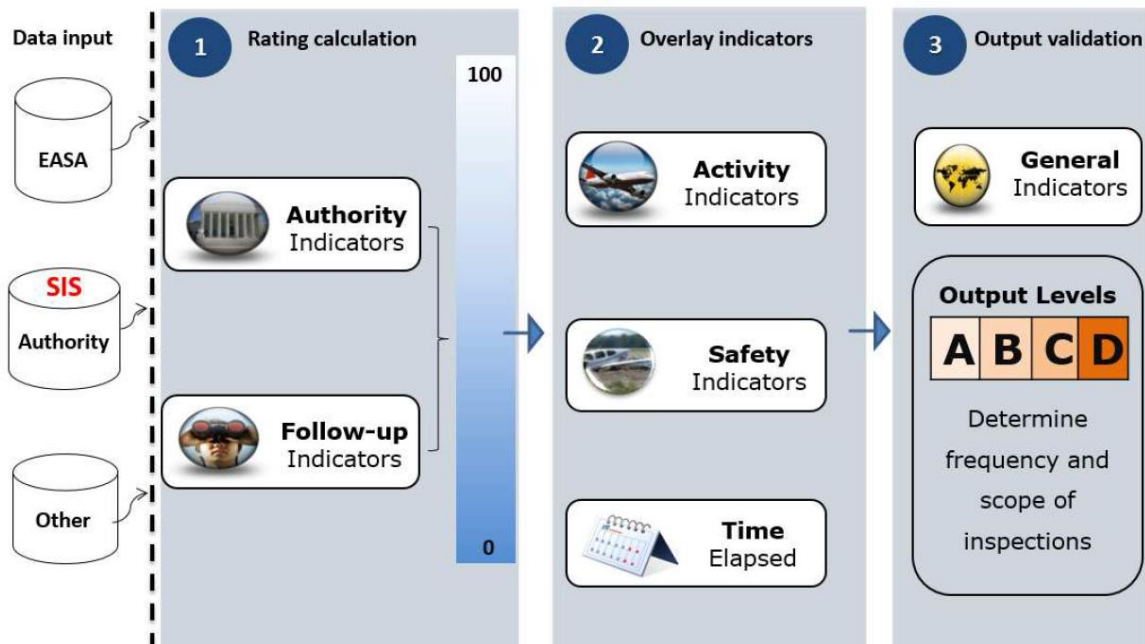 Data input
EASA
SIS
Authority
Other
1
Rating calculation
100
Authority
Indicators
Follow-up
Indicators
0
2
Overlay indicators
Activity
Indicators
Safety
Indicators
Time
Elapsed
3
Output validation
General
Indicators
Output Levels
A B C D
Determine
frequency and
scope of
inspections